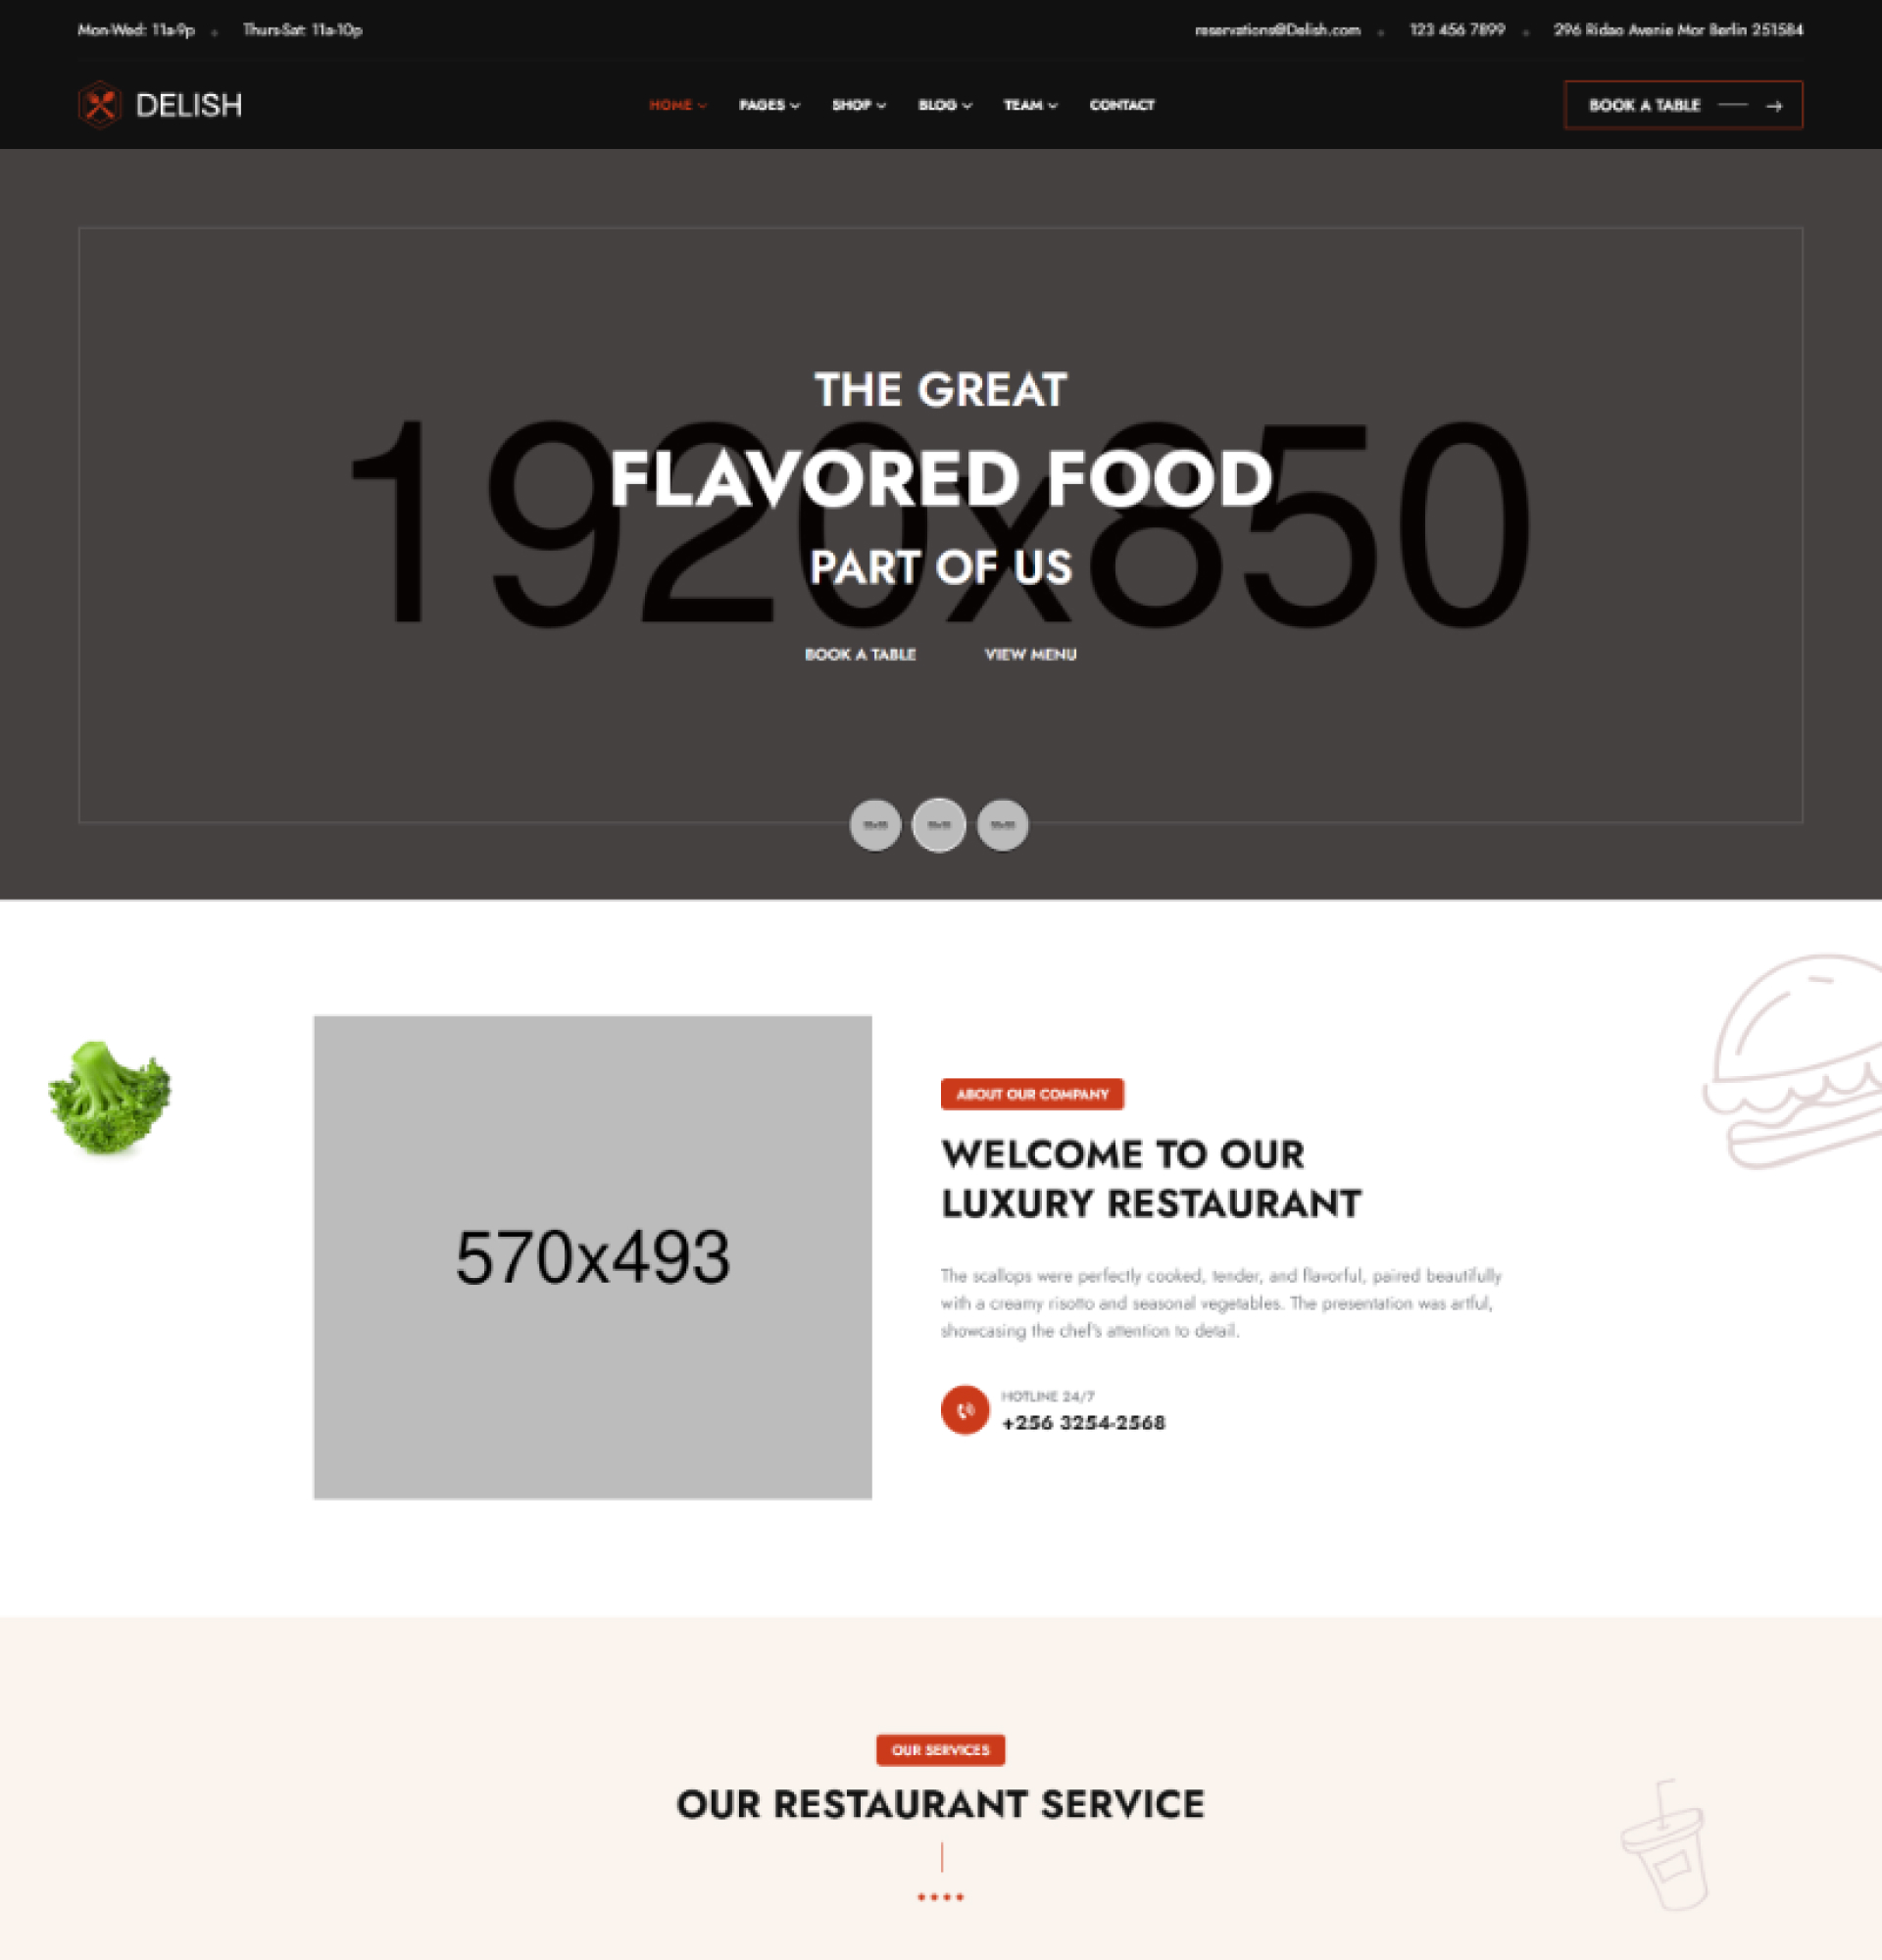 Mon-Wed: 11a-9p
Thurs-Sat: 11a-10p
reservations@Delish.com
123 456 7899
296 Ridao Avenie Mor Berlin 251584
DELISH
HOME
PAGES
SHOP
BLOG
TEAM
CONTACT
BOOK A TABLE
THE GREAT
1920x850
FLAVORED FOOD
PART OF US
BOOK A TABLE
VIEW MENU
570x493
ABOUT OUR COMPANY
WELCOME TO OUR
LUXURY RESTAURANT
The scallops were perfectly cooked, tender, and flavorful, paired beautifully
with a creamy risotto and seasonal vegetables. The presentation was artful,
showcasing the chef's attention to detail.
HOTLINE 24/7
+256 3254-2568
OUR SERVICES
OUR RESTAURANT SERVICE